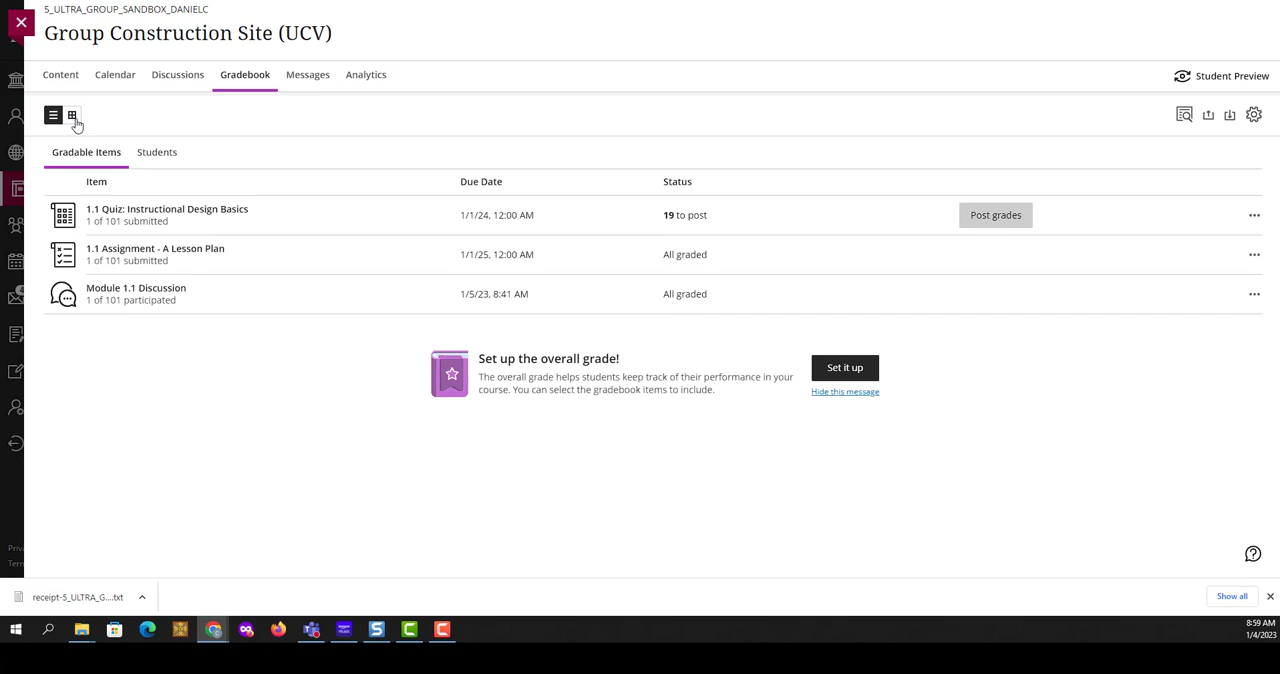 5_ULTRA_GROUP_SANDBOX_DANIELC
Group Construction Site (UCV)
Content Calendar Discussions Gradebook Messages Analytics Student Preview
Gradable Items Students
Item Due Date Status
1.1 Quiz: Instructional Design Basics
1 of 101 submitted
1/1/24, 12:00 AM
19 to post
Post grades
1.1 Assignment - A Lesson Plan
1 of 101 submitted
1/1/25, 12:00 AM
All graded
Module 1.1 Discussion
1 of 101 participated
1/5/23, 8:41 AM
All graded
Set up the overall grade!
The overall grade helps students keep track of their performance in your
course. You can select the gradebook items to include.
Set it up
Hide this message
Priva
Term
receipt-5_ULTRA_G....txt
Show all
8:59 AM
1/4/2023